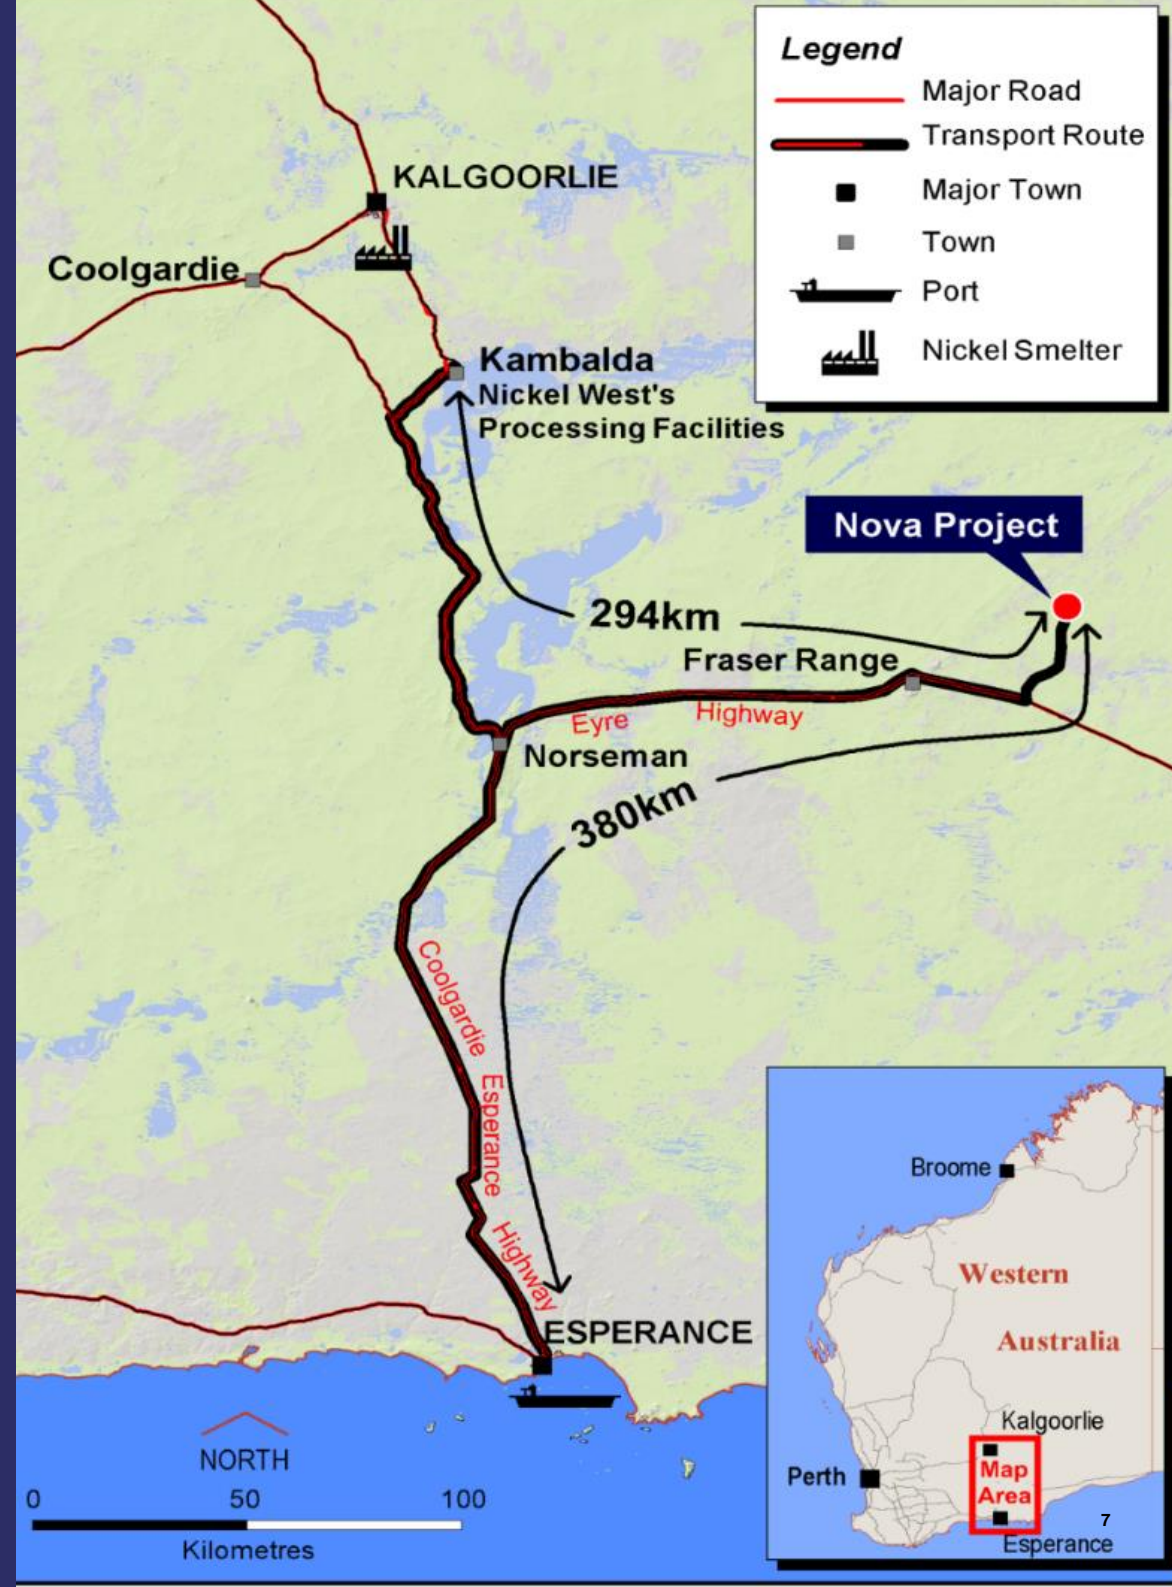 Legend
Major Road
Transport Route
Major Town
Town
Port
Nickel Smelter
KALGOORLIE
Coolgardie
Kambalda
Nickel West's
Processing Facilities
Nova Project
294km
Fraser Range
Eyre Highway
Norseman
380km
Coolgardie
Esperance
Highway
ESPERANCE
NORTH
0 50 100
Kilometres
Broome
Western
Australia
Kalgoorlie
Perth
Map
Area
7
Esperance